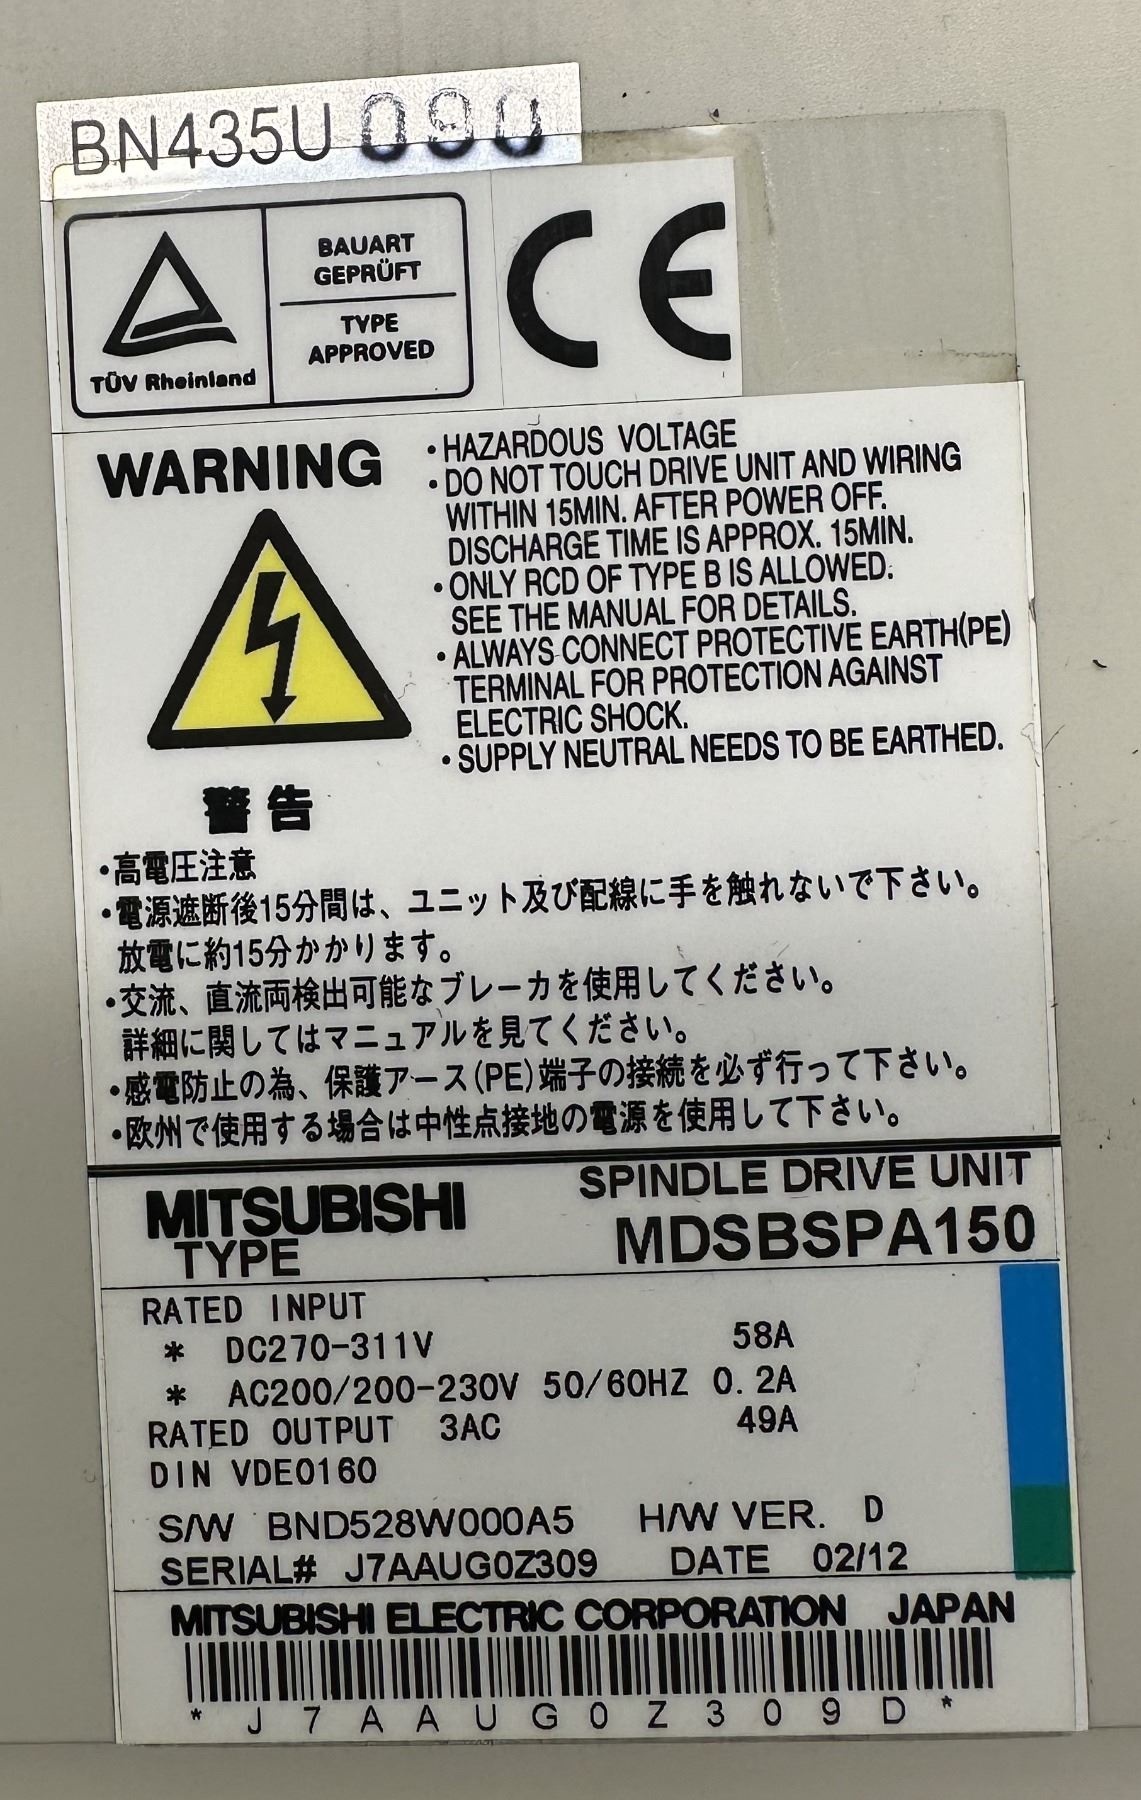 BN435U 090
BAUART
GEPRÜFT
TYPE
APPROVED
TÜV Rheinland
CE
WARNING
・HAZARDOUS VOLTAGE
・DO NOT TOUCH DRIVE UNIT AND WIRING
WITHIN 15MIN. AFTER POWER OFF.
DISCHARGE TIME IS APPROX. 15MIN.
・ONLY RCD OF TYPE B IS ALLOWED.
SEE THE MANUAL FOR DETAILS.
・ALWAYS CONNECT PROTECTIVE EARTH(PE)
TERMINAL FOR PROTECTION AGAINST
ELECTRIC SHOCK.
・SUPPLY NEUTRAL NEEDS TO BE EARTHED.
警告
・高電圧注意
・電源遮断後15分間は、ユニット及び配線に手を触れないで下さい。
放電に約15分かかります。
・交流、直流両検出可能なブレーカを使用してください。
詳細に関してはマニュアルを見てください。
・感電防止の為、保護アース(PE)端子の接続を必ず行って下さい。
・欧州で使用する場合は中性点接地の電源を使用して下さい。
MITSUBISHI SPINDLE DRIVE UNIT
TYPE MDSBSPA150
RATED INPUT
* DC270-311V 58A
* AC200/200-230V 50/60HZ 0.2A
RATED OUTPUT 3AC 49A
DIN VDE0160
S/W BND528W000A5 H/W VER. D
SERIAL# J7AAUG0Z309 DATE 02/12
MITSUBISHI ELECTRIC CORPORATION JAPAN
*J7AAUG0Z309D*